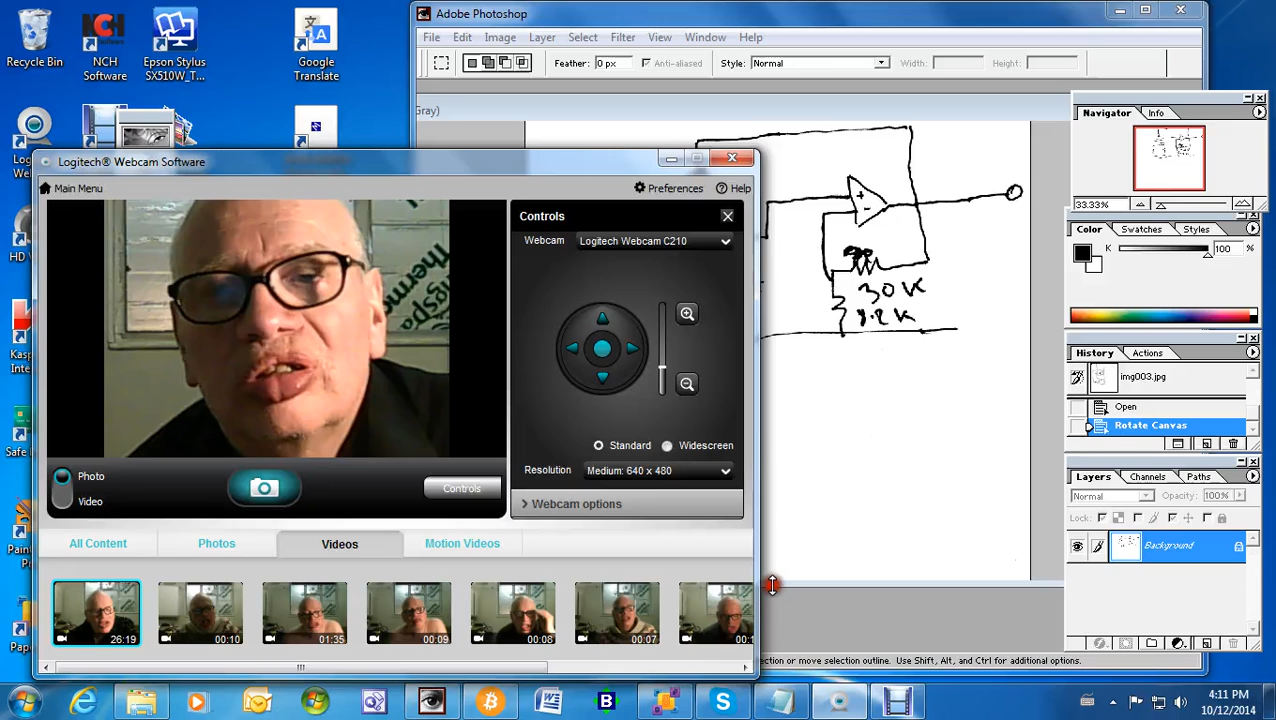 Recycle Bin
NCH
Software
Epson Stylus
SX510W_T...
Google
Translate
Adobe Photoshop
File Edit Image Layer Select Filter View Window Help
Feather: 0 px Anti-aliased Style: Normal Width: Height:
Gray)
Navigator Info
33.33%
Color Swatches Styles
K 100 %
History Actions
img003.jpg
Open
Rotate Canvas
Layers Channels Paths
Normal Opacity: 100%
Lock:
Background
+
-
30 K
8.2 K
Logitech® Webcam Software
Main Menu Preferences Help
Controls
Webcam Logitech Webcam C210
Standard Widescreen
Resolution Medium: 640 x 480
Webcam options
Photo
Video
Controls
All Content Photos Videos Motion Videos
26:19 00:10 01:35 00:09 00:08 00:07
ction or move selection outline. Use Shift, Alt, and Ctrl for additional options.
4:11 PM
10/12/2014